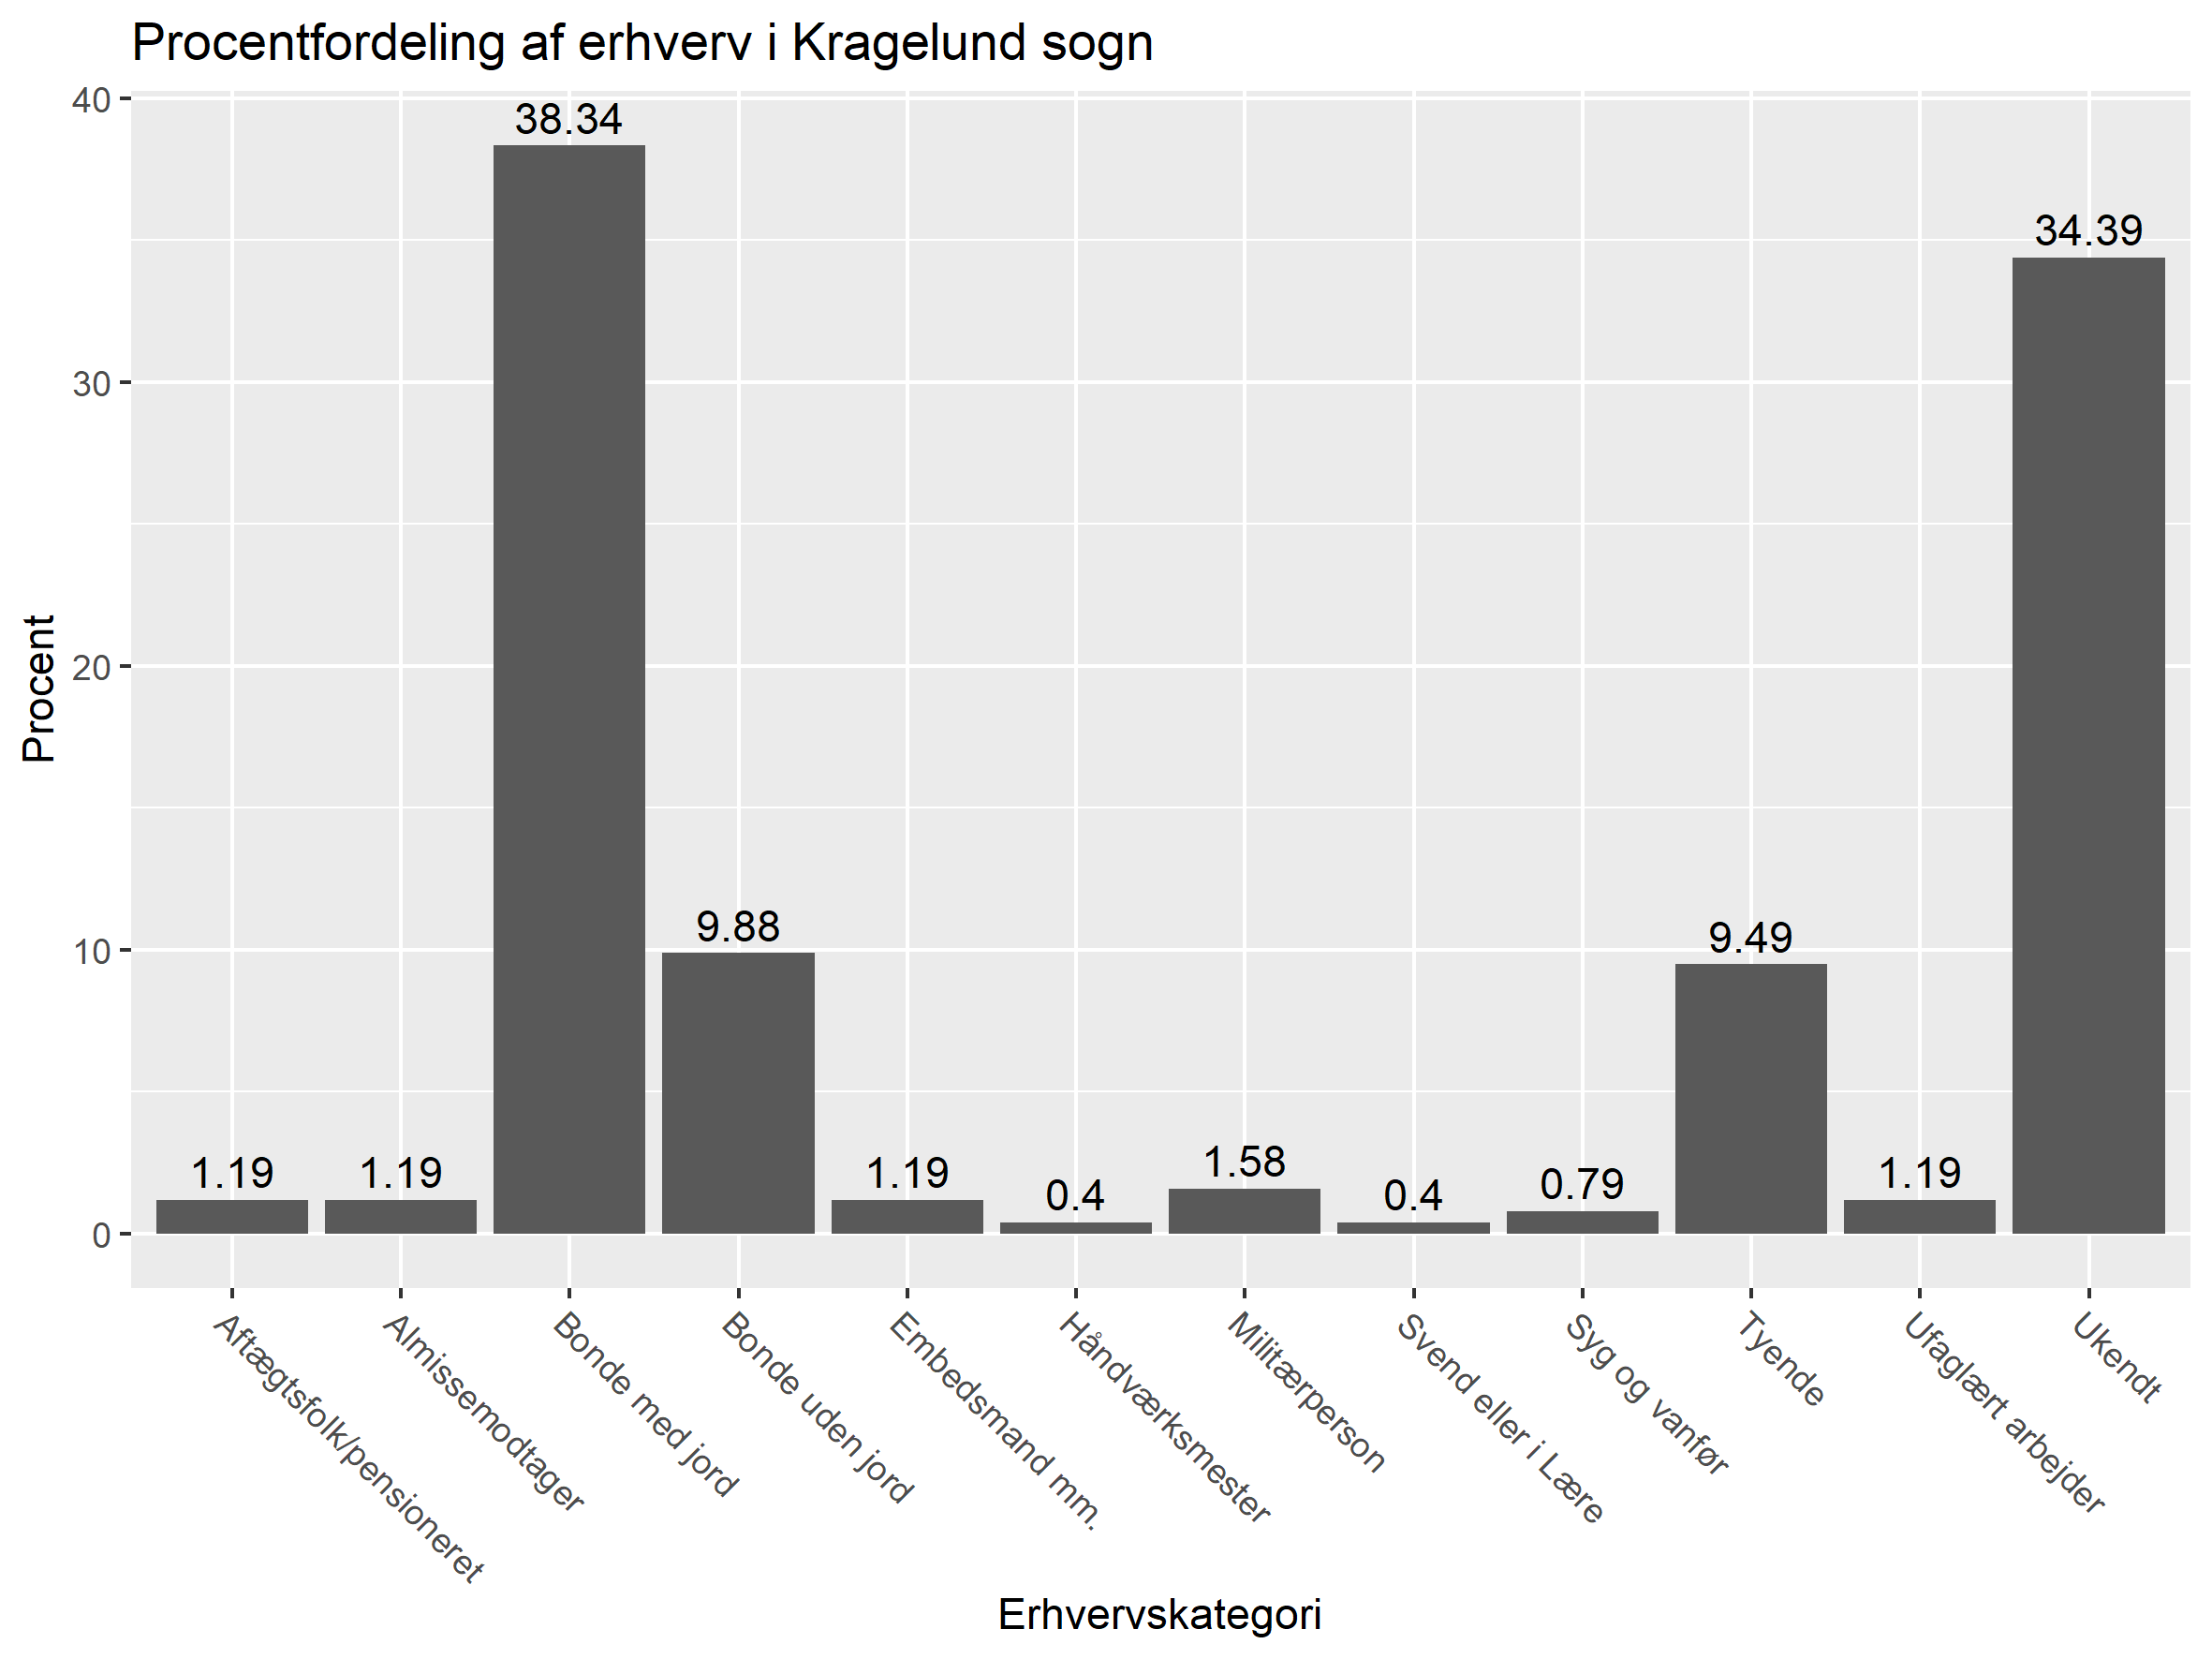 Procentfordeling af erhverv i Kragelund sogn
Procent
40
30
20
10
0
1.19
1.19
38.34
9.88
1.19
0.4
1.58
0.4
0.79
9.49
1.19
34.39
Aftægtsfolk/pensioneret
Almissemodtager
Bonde med jord
Bonde uden jord
Embedsmand mm.
Håndværksmester
Militærperson
Svend eller i Lære
Syg og vanfør
Tyende
Ufaglært arbejder
Ukendt
Erhvervskategori